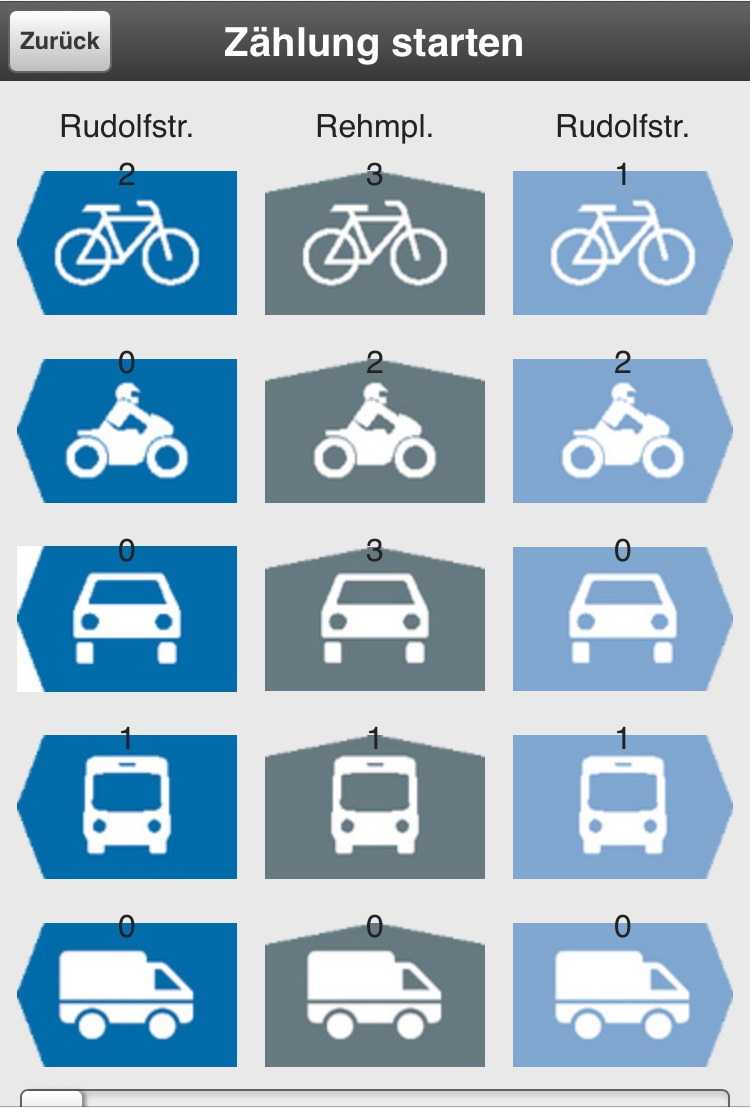 Zurück
Zählung starten
Rudolfstr. Rehmpl. Rudolfstr.
2 3 1
0 2 2
0 3 0
1 1 1
0 0 0